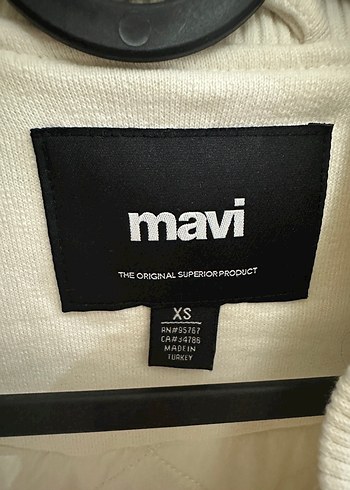 mavi
THE ORIGINAL SUPERIOR PRODUCT
XS
RN#95767
CA#34786
MADE IN
TURKEY